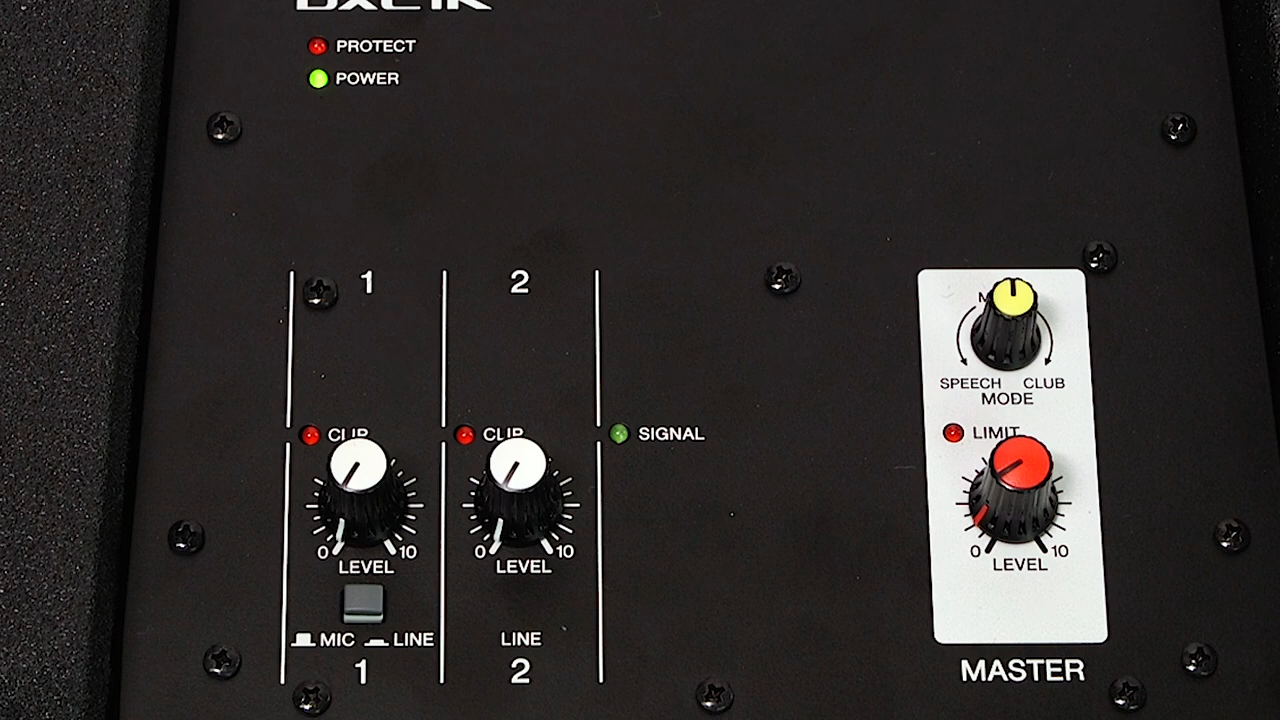 PROTECT
POWER
1
2
CLIP
CLIP
SIGNAL
SPEECH CLUB
MODE
LIMIT
0 10
LEVEL
0 10
LEVEL
0 10
LEVEL
MIC LINE
LINE
1
2
MASTER